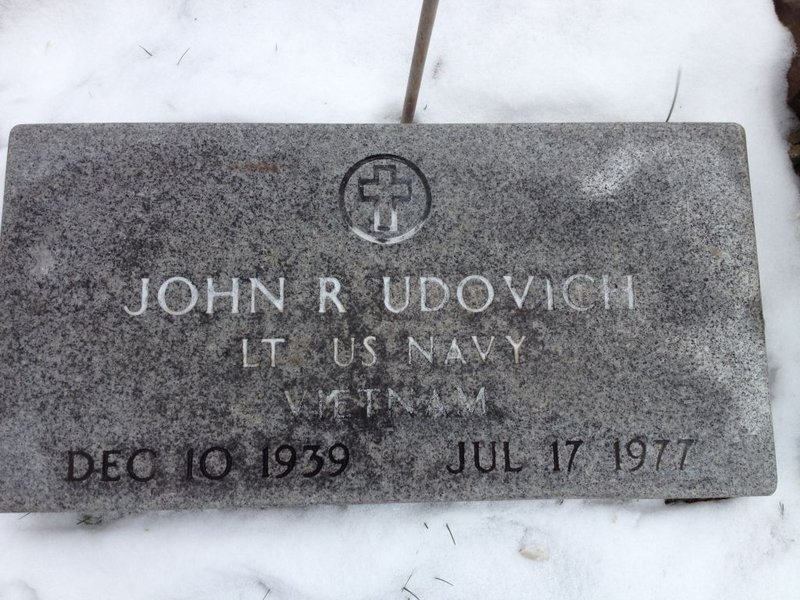 JOHN R UDOVICH
LT US NAVY
VIETNAM
DEC 10 1939 JUL 17 1977